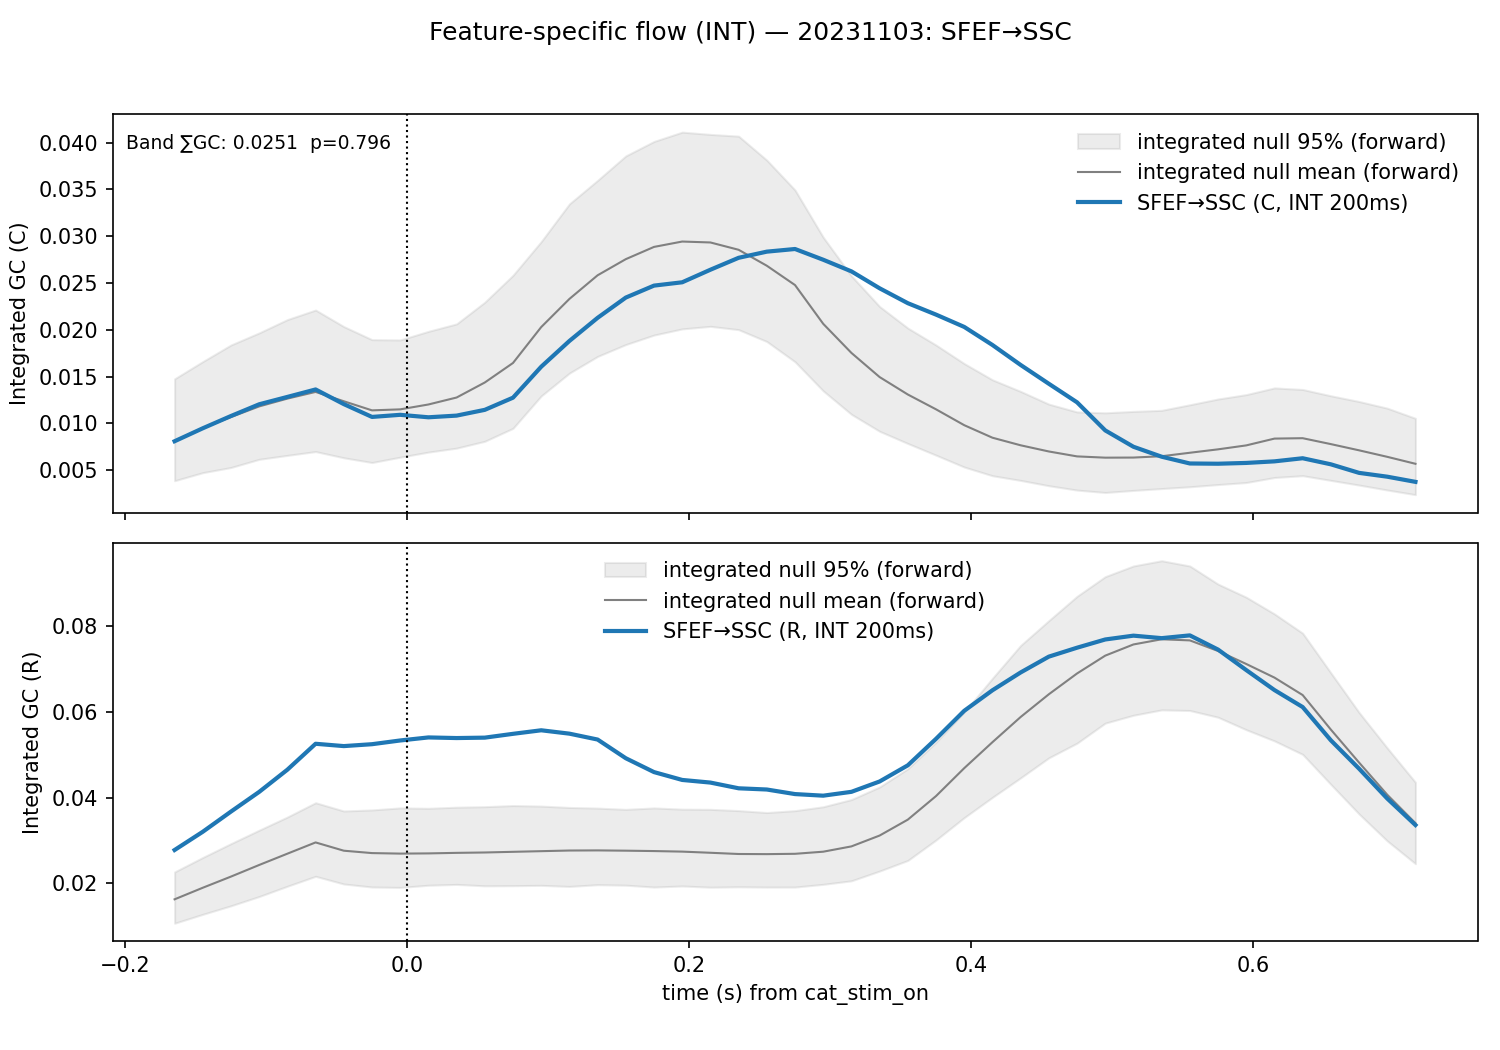 Feature-specific flow (INT) — 20231103: SFEF→SSC
Band ∑GC: 0.0251  p=0.796
integrated null 95% (forward)
integrated null mean (forward)
SFEF→SSC (C, INT 200ms)
Integrated GC (C)
0.040
0.035
0.030
0.025
0.020
0.015
0.010
0.005
integrated null 95% (forward)
integrated null mean (forward)
SFEF→SSC (R, INT 200ms)
Integrated GC (R)
0.08
0.06
0.04
0.02
−0.2 0.0 0.2 0.4 0.6
time (s) from cat_stim_on